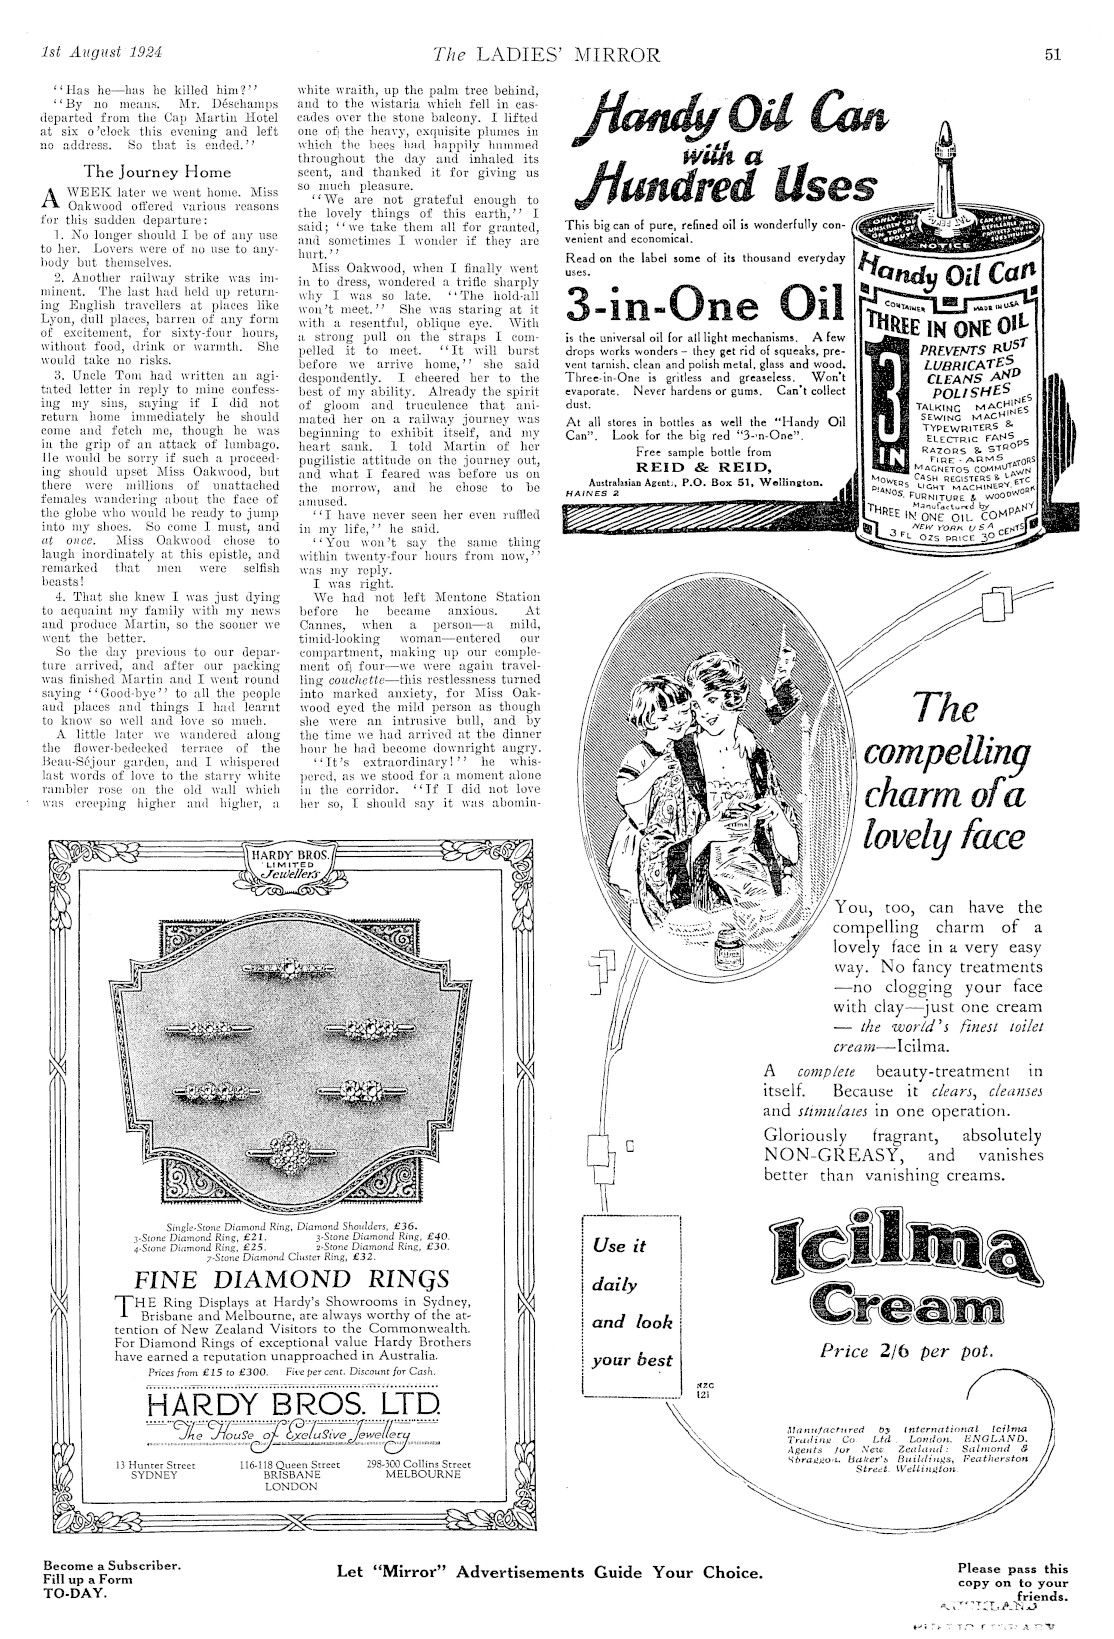 1st August 1924
The LADIES' MIRROR
51
"Has he—has he killed him?"
"By no means. Mr. Déschamps
departed from the Cap Martin Hotel
at six o'clock this evening and left
no address. So that is ended."
The Journey Home
A WEEK later we went home. Miss
Oakwood offered various reasons
for this sudden departure:
1. No longer should I be of any use
to her. Lovers were of no use to any-
body but themselves.
2. Another railway strike was im-
minent. The last had held up return-
ing English travellers at places like
Lyon, dull places, barren of any form
of excitement, for sixty-four hours,
without food, drink or warmth. She
would take no risks.
3. Uncle Tom had written an agi-
tated letter in reply to mine confess-
ing my sins, saying if I did not
return home immediately he should
come and fetch me, though he was
in the grip of an attack of lumbago.
He would be sorry if such a proceed-
ing should upset Miss Oakwood, but
there were millions of unattached
females wandering about the face of
the globe who would be ready to jump
into my shoes. So come I must, and
at once. Miss Oakwood chose to
laugh inordinately at this epistle, and
remarked that men were selfish
beasts!
4. That she knew I was just dying
to acquaint my family with my news
and produce Martin, so the sooner we
went the better.
So the day previous to our depar-
ture arrived, and after our packing
was finished Martin and I went round
saying "Good-bye" to all the people
and places and things I had learnt
to know so well and love so much.
A little later we wandered along
the flower-bedecked terrace of the
Beau-Séjour garden, and I whispered
last words of love to the starry white
rambler rose on the old wall which
was creeping higher and higher, a
white wraith, up the palm tree behind,
and to the wistaria which fell in cas-
cades over the stone balcony. I lifted
one of the heavy, exquisite plumes in
which the bees had happily hummed
throughout the day and inhaled its
scent, and thanked it for giving us
so much pleasure.
"We are not grateful enough to
the lovely things of this earth," I
said; "we take them all for granted,
and sometimes I wonder if they are
hurt."
Miss Oakwood, when I finally went
in to dress, wondered a trifle sharply
why I was so late. "The hold-all
won't meet." She was staring at it
with a resentful, oblique eye. With
a strong pull on the straps I com-
pelled it to meet. "It will burst
before we arrive home," she said
despondently. I cheered her to the
best of my ability. Already the spirit
of gloom and truculence that ani-
mated her on a railway journey was
beginning to exhibit itself, and my
heart sank. I told Martin of her
pugilistic attitude on the journey out,
and what I feared was before us on
the morrow, and he chose to be
amused.
"I have never seen her even ruffled
in my life," he said.
"You won't say the same thing
within twenty-four hours from now,"
was my reply.
I was right.
We had not left Mentone Station
before he became anxious. At
Cannes, when a person—a mild,
timid-looking woman—entered our
compartment, making up our comple-
ment of four—we were again travel-
ling couchette—this restlessness turned
into marked anxiety, for Miss Oak-
wood eyed the mild person as though
she were an intrusive bull, and by
the time we had arrived at the dinner
hour he had become downright angry.
"It's extraordinary!" he whis-
pered, as we stood for a moment alone
in the corridor. "If I did not love
her so, I should say it was abomin-
Handy Oil Can
with a
Hundred Uses
This big can of pure, refined oil is wonderfully con-
venient and economical.
Read on the label some of its thousand everyday
uses.
3-in-One Oil
is the universal oil for all light mechanisms. A few
drops works wonders – they get rid of squeaks, pre-
vent tarnish, clean and polish metal, glass and wood.
Three-in-One is gritless and greaseless. Won't
evaporate. Never hardens or gums. Can't collect
dust.
At all stores in bottles as well the "Handy Oil
Can". Look for the big red "3-'n-One".
Free sample bottle from
REID & REID,
Australasian Agent:, P.O. Box 51, Wellington.
HAINES 2
NOTICE
Handy Oil Can
CONTAINER MADE IN U.S.A
THREE IN ONE OIL
3
IN
PREVENTS RUST
LUBRICATES
CLEANS AND
POLISHES
TALKING MACHINES
SEWING MACHINES
TYPEWRITERS &
ELECTRIC FANS
RAZORS & STROPS
FIRE-ARMS
MAGNETOS COMMUTATORS
CASH REGISTERS & LAWN
MOWERS LIGHT MACHINERY, ETC
PIANOS, FURNITURE & WOODWORK
Manufactured by
THREE IN ONE OIL COMPANY
NEW YORK U S A
3 FL OZS PRICE 30 CENTS
The
compelling
charm of a
lovely face
You, too, can have the
compelling charm of a
lovely face in a very easy
way. No fancy treatments
—no clogging your face
with clay—just one cream
— the world's finest toilet
cream—Icilma.
A complete beauty-treatment in
itself. Because it clears, cleanses
and stimulates in one operation.
Gloriously fragrant, absolutely
NON-GREASY, and vanishes
better than vanishing creams.
Icilma
Cream
Price 2/6 per pot.
Use it
daily
and look
your best
NZC
121
Manufactured by International Icilma
Trading Co. Ltd London. ENGLAND.
Agents for New Zealand: Salmond &
Spraggon. Baker's Buildings, Featherston
Street. Wellington.
HARDY BROS.
LIMITED
Jewellers
Single-Stone Diamond Ring, Diamond Shoulders, £36.
3-Stone Diamond Ring, £21. 3-Stone Diamond Ring, £40.
4-Stone Diamond Ring, £25. 2-Stone Diamond Ring, £30.
7-Stone Diamond Cluster Ring, £32.
FINE DIAMOND RINGS
THE Ring Displays at Hardy's Showrooms in Sydney,
Brisbane and Melbourne, are always worthy of the at-
tention of New Zealand Visitors to the Commonwealth.
For Diamond Rings of exceptional value Hardy Brothers
have earned a reputation unapproached in Australia.
Prices from £15 to £300. Five per cent. Discount for Cash.
HARDY BROS. LTD.
The House of Exclusive Jewellery
13 Hunter Street 116-118 Queen Street 298-300 Collins Street
SYDNEY BRISBANE MELBOURNE
LONDON
Become a Subscriber.
Fill up a Form
TO-DAY.
Let "Mirror" Advertisements Guide Your Choice.
Please pass this
copy on to your
friends.